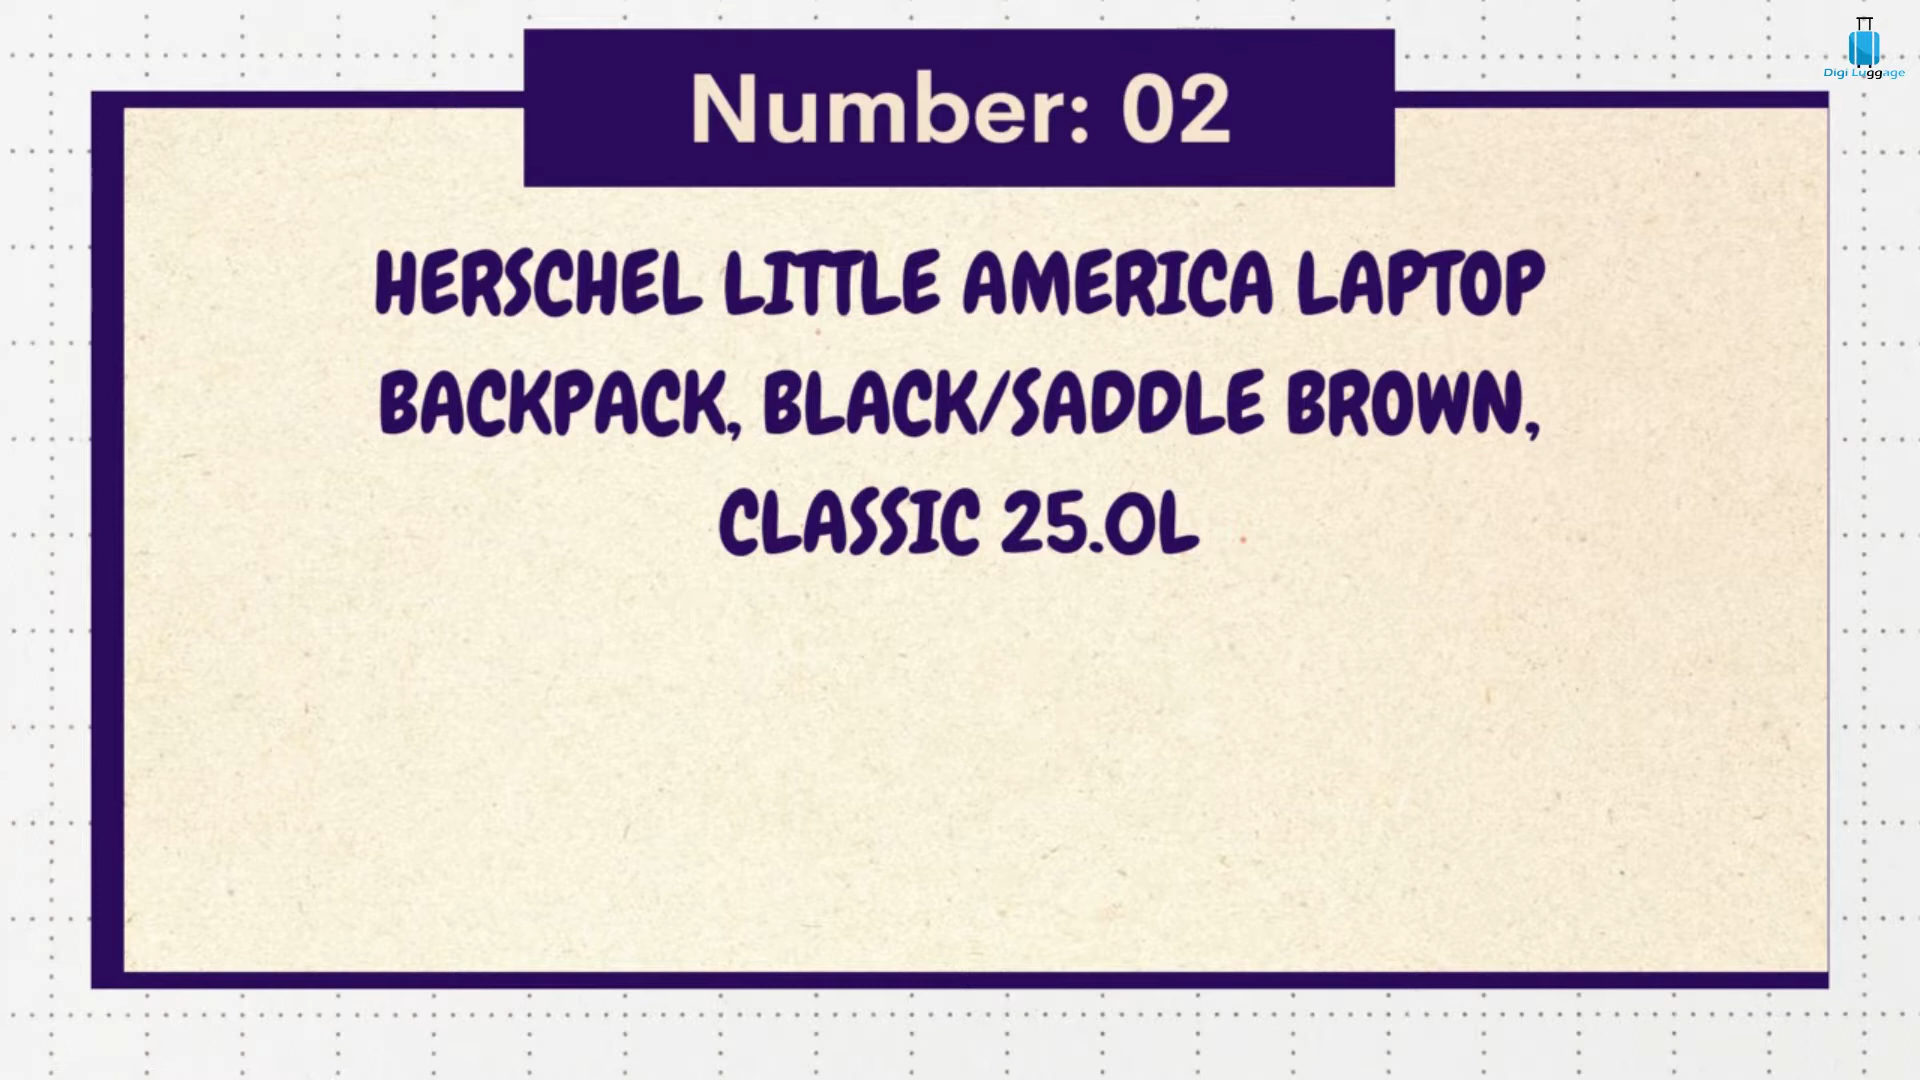 Number: 02
Digi Luggage
HERSCHEL LITTLE AMERICA LAPTOP
BACKPACK, BLACK/SADDLE BROWN,
CLASSIC 25.0L